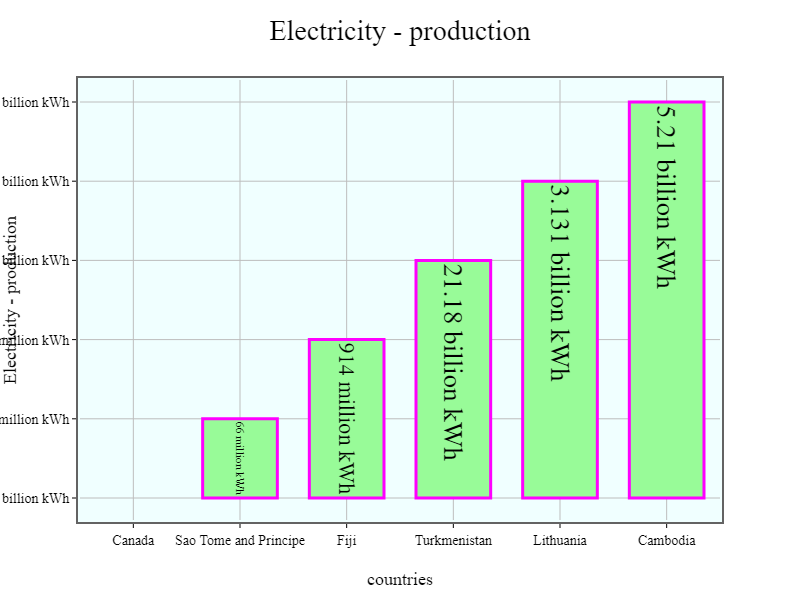 Electricity - production
billion kWh
billion kWh
billion kWh
million kWh
million kWh
billion kWh
Electricity - production
66 million kWh
914 million kWh
21.18 billion kWh
3.131 billion kWh
5.21 billion kWh
Canada
Sao Tome and Principe
Fiji
Turkmenistan
Lithuania
Cambodia
countries